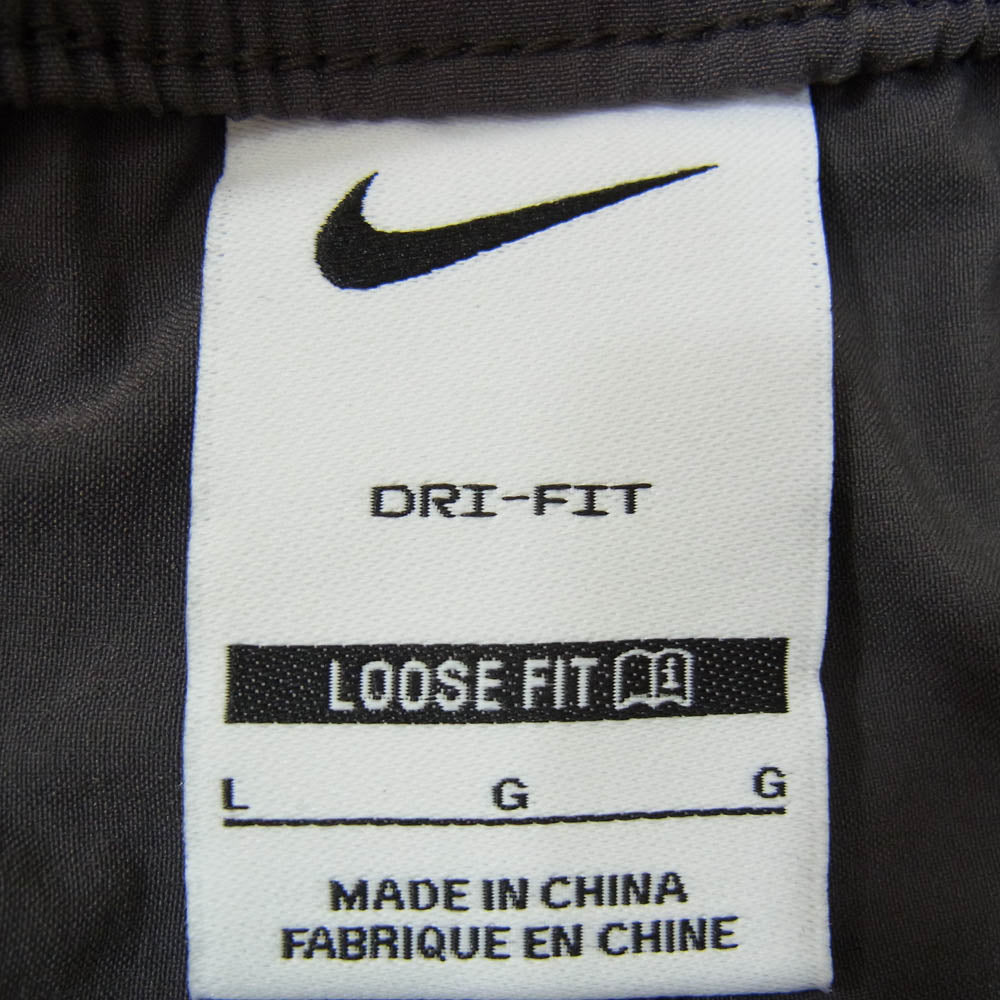 DRI-FIT
LOOSE FIT i
L G G
MADE IN CHINA
FABRIQUE EN CHINE